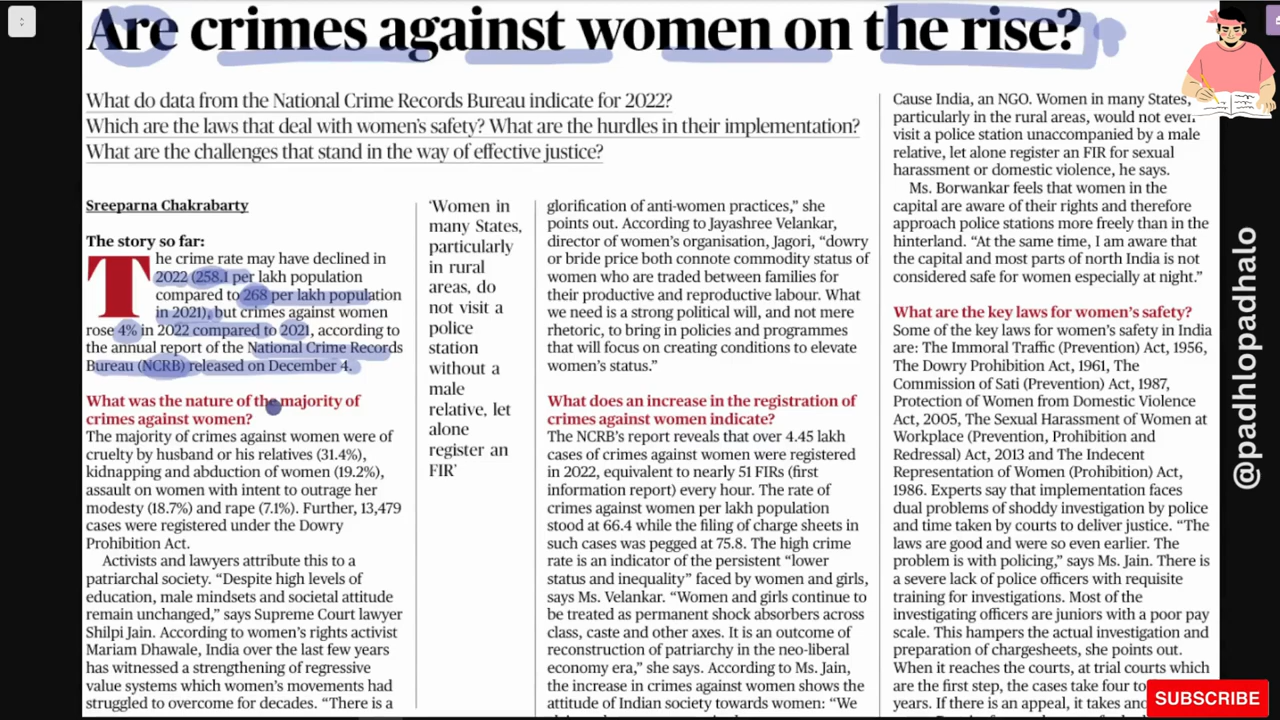 Are crimes against women on the rise?
What do data from the National Crime Records Bureau indicate for 2022?
Which are the laws that deal with women's safety? What are the hurdles in their implementation?
What are the challenges that stand in the way of effective justice?
Sreeparna Chakrabarty
The story so far:
The crime rate may have declined in
2022 (258.1 per lakh population
compared to 268 per lakh population
in 2021), but crimes against women
rose 4% in 2022 compared to 2021, according to
the annual report of the National Crime Records
Bureau (NCRB) released on December 4.
What was the nature of the majority of
crimes against women?
The majority of crimes against women were of
cruelty by husband or his relatives (31.4%),
kidnapping and abduction of women (19.2%),
assault on women with intent to outrage her
modesty (18.7%) and rape (7.1%). Further, 13,479
cases were registered under the Dowry
Prohibition Act.
Activists and lawyers attribute this to a
patriarchal society. “Despite high levels of
education, male mindsets and societal attitude
remain unchanged,” says Supreme Court lawyer
Shilpi Jain. According to women's rights activist
Mariam Dhawale, India over the last few years
has witnessed a strengthening of regressive
value systems which women's movements had
struggled to overcome for decades. “There is a
‘Women in
many States,
particularly
in rural
areas, do
not visit a
police
station
without a
male
relative, let
alone
register an
FIR’
glorification of anti-women practices,” she
points out. According to Jayashree Velankar,
director of women's organisation, Jagori, “dowry
or bride price both connote commodity status of
women who are traded between families for
their productive and reproductive labour. What
we need is a strong political will, and not mere
rhetoric, to bring in policies and programmes
that will focus on creating conditions to elevate
women's status.”
What does an increase in the registration of
crimes against women indicate?
The NCRB's report reveals that over 4.45 lakh
cases of crimes against women were registered
in 2022, equivalent to nearly 51 FIRs (first
information report) every hour. The rate of
crimes against women per lakh population
stood at 66.4 while the filing of charge sheets in
such cases was pegged at 75.8. The high crime
rate is an indicator of the persistent “lower
status and inequality” faced by women and girls,
says Ms. Velankar. “Women and girls continue to
be treated as permanent shock absorbers across
class, caste and other axes. It is an outcome of
reconstruction of patriarchy in the neo-liberal
economy era,” she says. According to Ms. Jain,
the increase in crimes against women shows the
attitude of Indian society towards women: “We
Cause India, an NGO. Women in many States,
particularly in the rural areas, would not even
visit a police station unaccompanied by a male
relative, let alone register an FIR for sexual
harassment or domestic violence, he says.
Ms. Borwankar feels that women in the
capital are aware of their rights and therefore
approach police stations more freely than in the
hinterland. “At the same time, I am aware that
the capital and most parts of north India is not
considered safe for women especially at night.”
What are the key laws for women's safety?
Some of the key laws for women's safety in India
are: The Immoral Traffic (Prevention) Act, 1956,
The Dowry Prohibition Act, 1961, The
Commission of Sati (Prevention) Act, 1987,
Protection of Women from Domestic Violence
Act, 2005, The Sexual Harassment of Women at
Workplace (Prevention, Prohibition and
Redressal) Act, 2013 and The Indecent
Representation of Women (Prohibition) Act,
1986. Experts say that implementation faces
dual problems of shoddy investigation by police
and time taken by courts to deliver justice. “The
laws are good and were so even earlier. The
problem is with policing,” says Ms. Jain. There is
a severe lack of police officers with requisite
training for investigations. Most of the
investigating officers are juniors with a poor pay
scale. This hampers the actual investigation and
preparation of chargesheets, she points out.
When it reaches the courts, at trial courts which
are the first step, the cases take four to
years. If there is an appeal, it takes and
@padhlopadhalo
SUBSCRIBE